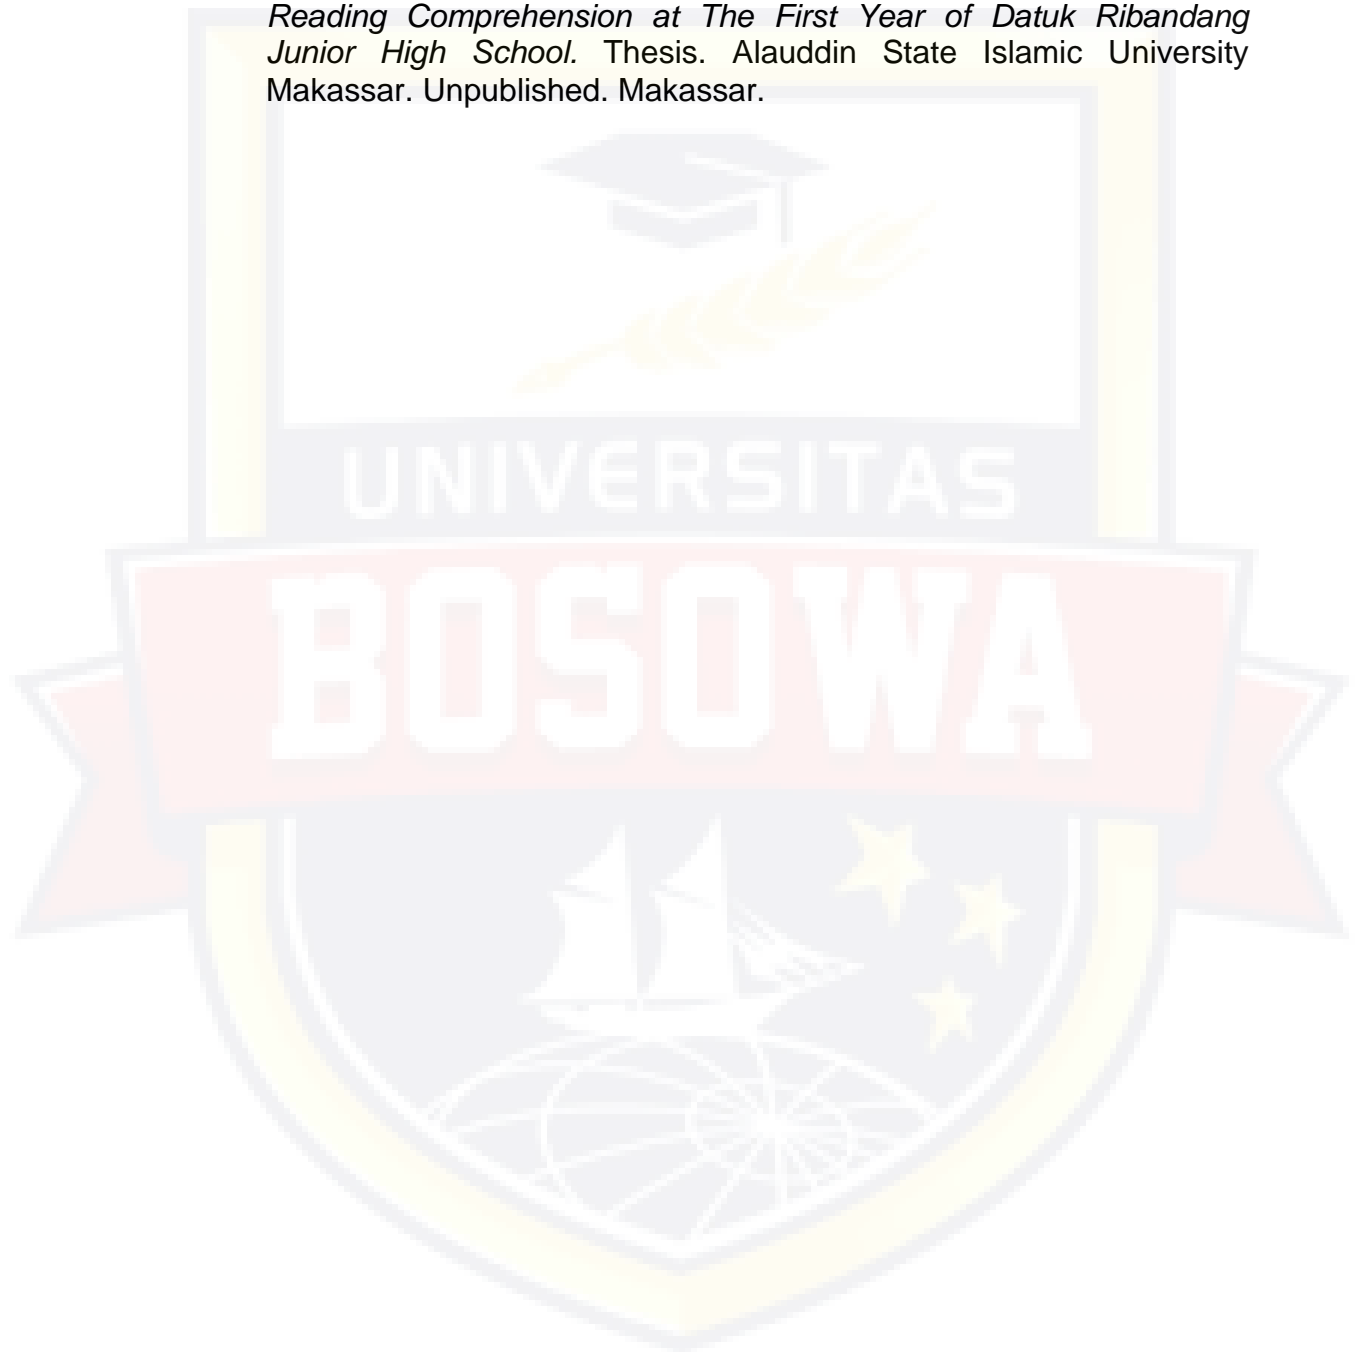 Reading Comprehension at The First Year of Datuk Ribandang
Junior High School. Thesis. Alauddin State Islamic University
Makassar. Unpublished. Makassar.
UNIVERSITAS
BOSOWA